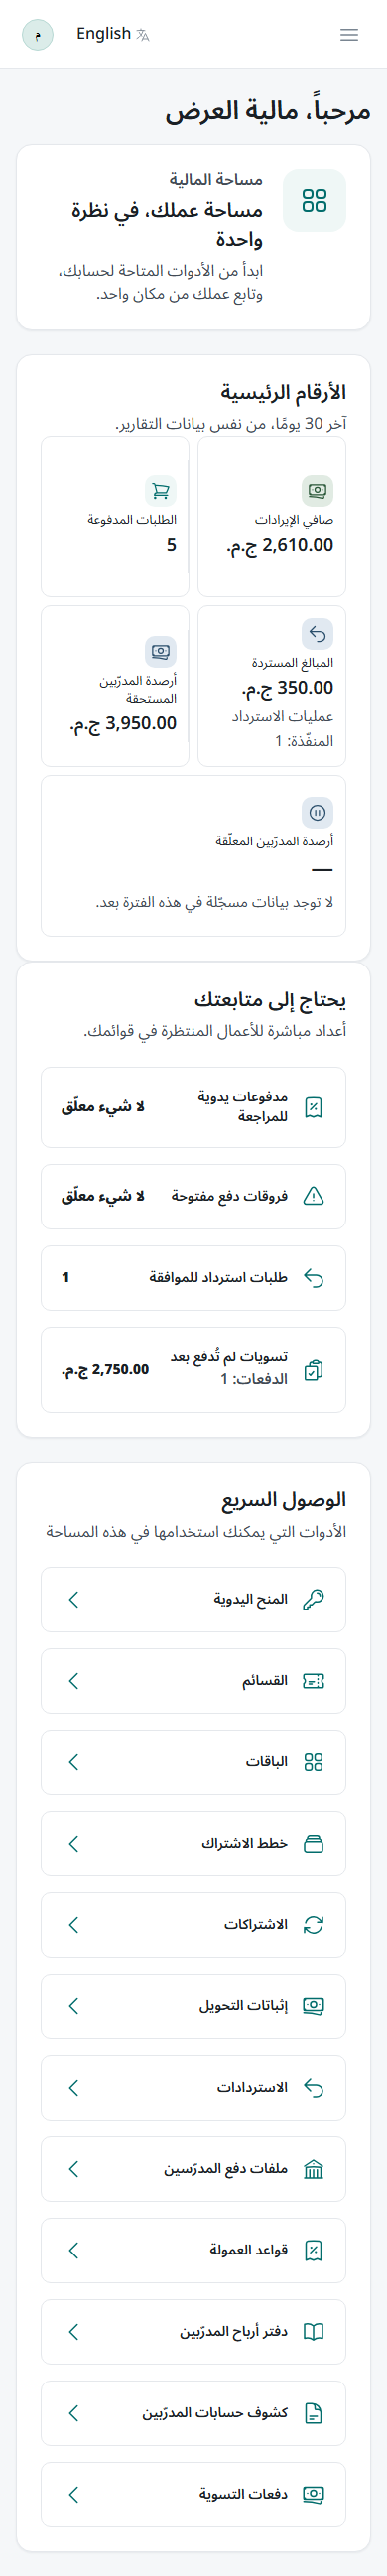 م
English
مرحباً، مالية العرض
مساحة المالية
مساحة عملك، في نظرة
واحدة
ابدأ من الأدوات المتاحة لحسابك،
وتابع عملك من مكان واحد.
الأرقام الرئيسية
آخر 30 يومًا، من نفس بيانات التقارير.
صافي الإيرادات
2,610.00 ج.م.
الطلبات المدفوعة
5
المبالغ المستردة
350.00 ج.م.
عمليات الاسترداد
المنفّذة: 1
أرصدة المدرّبين
المستحقة
3,950.00 ج.م.
أرصدة المدرّبين المعلّقة
—
لا توجد بيانات مسجّلة في هذه الفترة بعد.
يحتاج إلى متابعتك
أعداد مباشرة للأعمال المنتظرة في قوائمك.
مدفوعات يدوية
للمراجعة
لا شيء معلّق
فروقات دفع مفتوحة
لا شيء معلّق
طلبات استرداد للموافقة
1
تسويات لم تُدفع بعد
الدفعات: 1
2,750.00 ج.م.
الوصول السريع
الأدوات التي يمكنك استخدامها في هذه المساحة
المنح اليدوية
القسائم
الباقات
خطط الاشتراك
الاشتراكات
إثباتات التحويل
الاستردادات
ملفات دفع المدرّسين
قواعد العمولة
دفتر أرباح المدرّبين
كشوف حسابات المدرّبين
دفعات التسوية